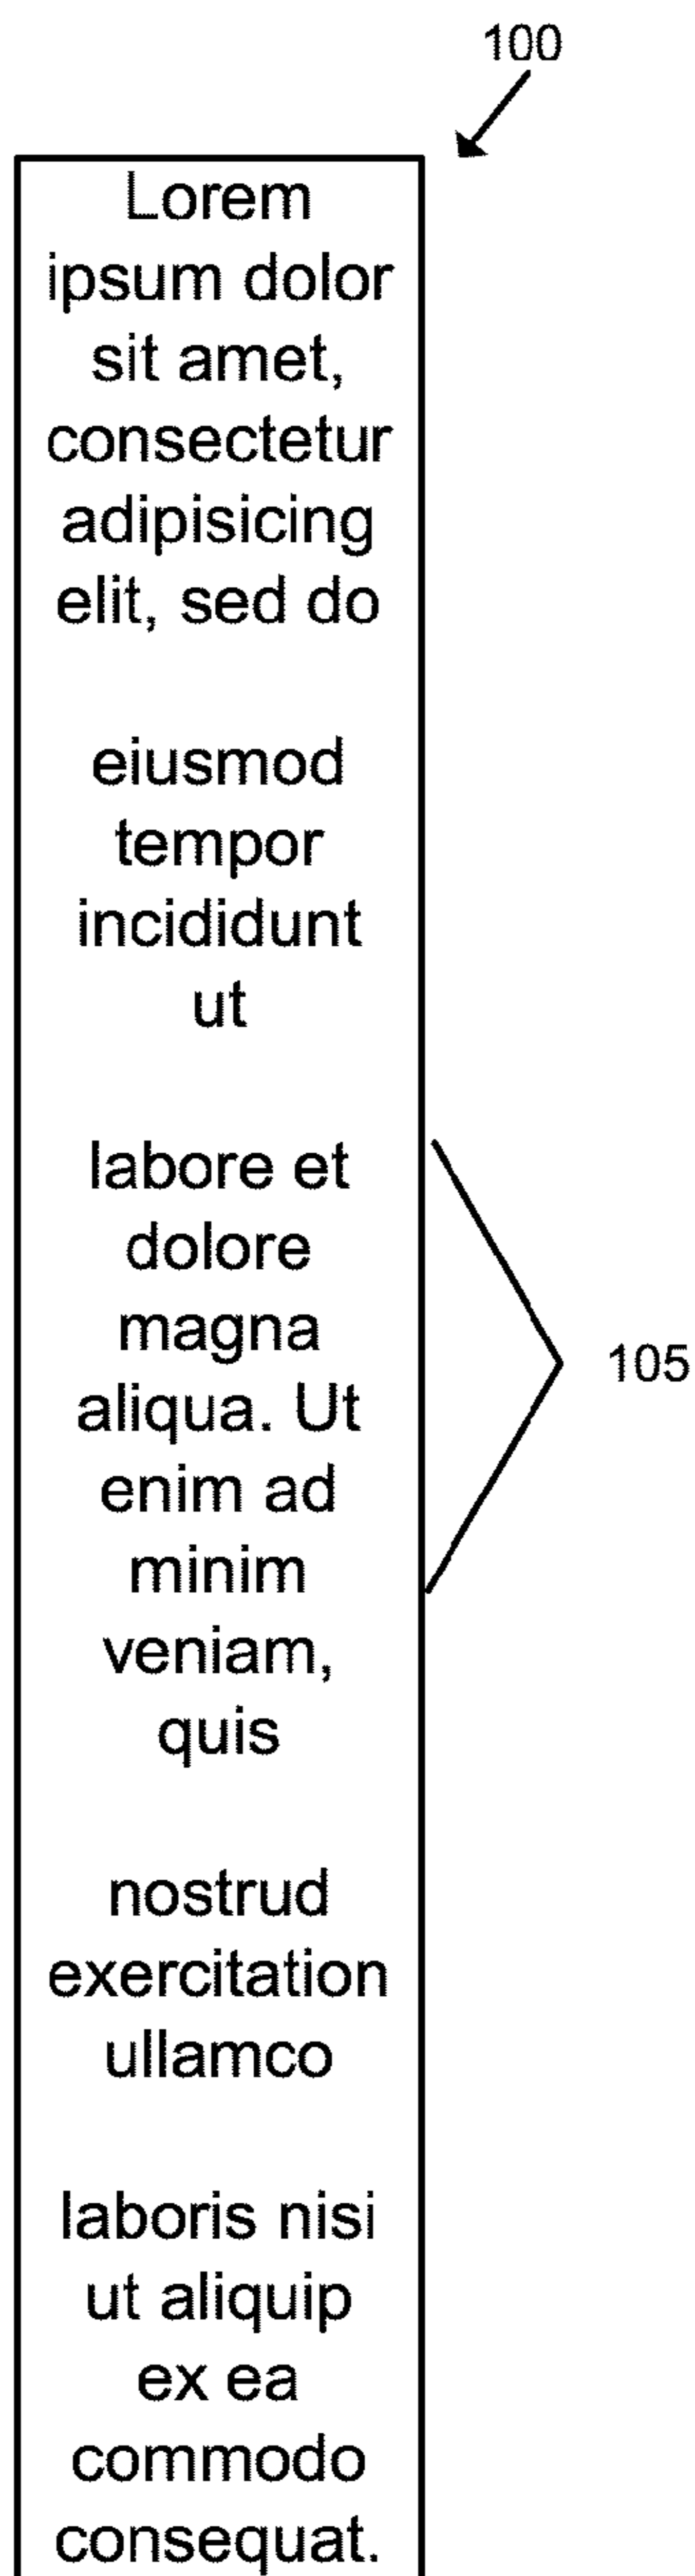 100
Lorem
ipsum dolor
sit amet,
consectetur
adipisicing
elit, sed do
eiusmod
tempor
incididunt
ut
labore et
dolore
magna
aliqua. Ut
enim ad
minim
veniam,
quis
105
nostrud
exercitation
ullamco
laboris nisi
ut aliquip
ex ea
commodo
consequat.